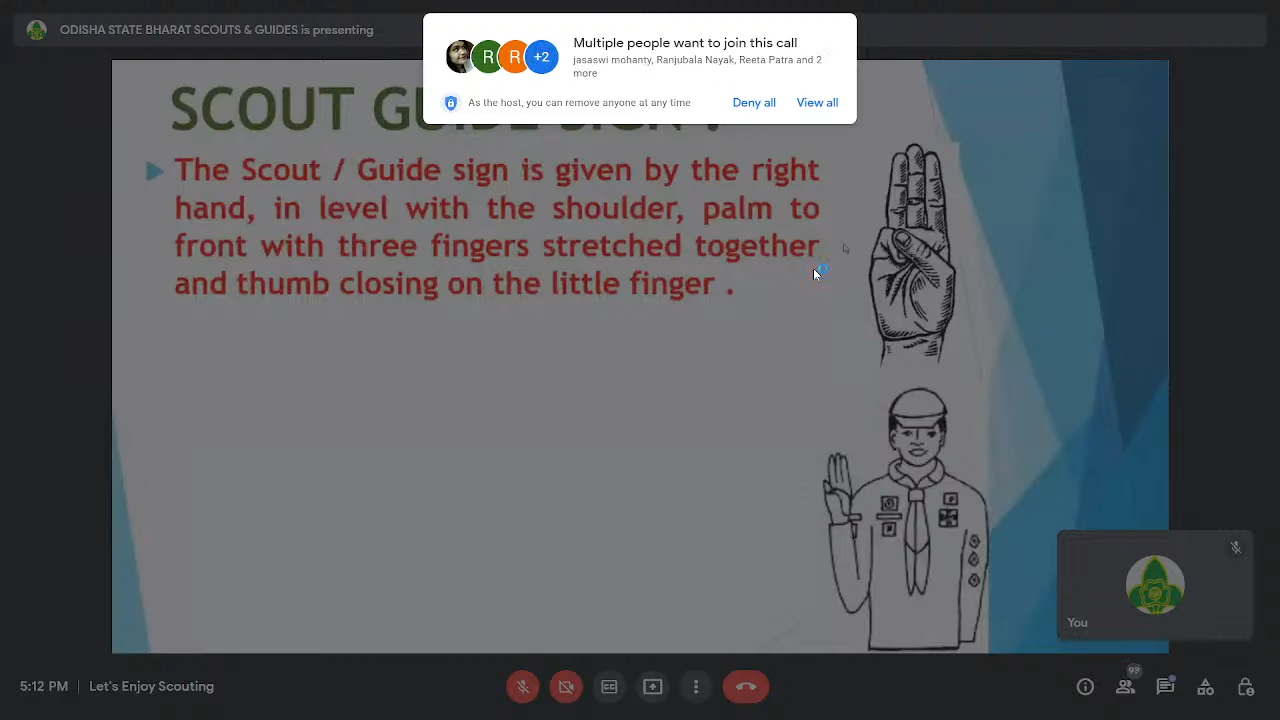 ODISHA STATE BHARAT SCOUTS & GUIDES is presenting
Multiple people want to join this call
R R +2
jasaswi mohanty, Ranjubala Nayak, Reeta Patra and 2
more
As the host, you can remove anyone at any time
Deny all View all
SCOUT GUIDE SIGN :
The Scout / Guide sign is given by the right
hand, in level with the shoulder, palm to
front with three fingers stretched together
and thumb closing on the little finger .
You
5:12 PM | Let's Enjoy Scouting